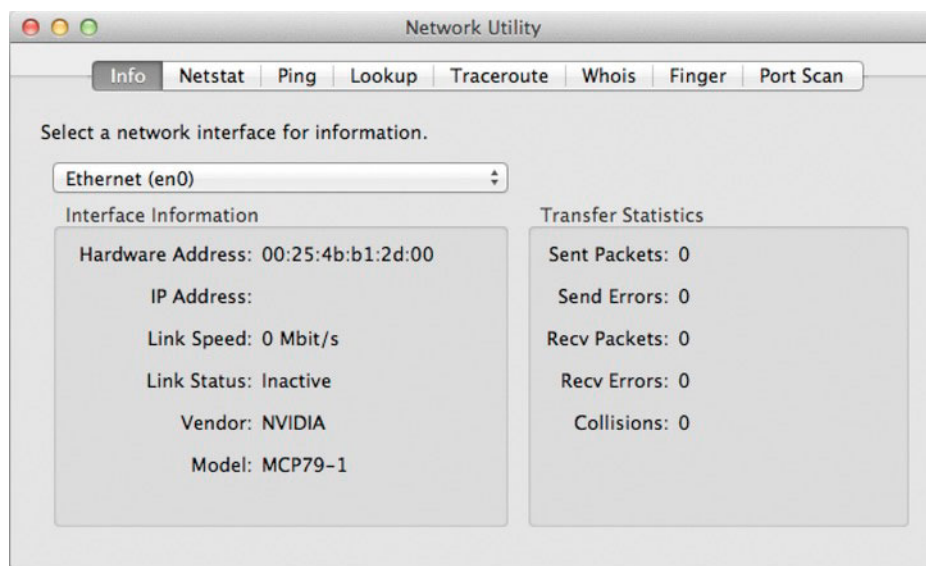 Network Utility
Info Netstat Ping Lookup Traceroute Whois Finger Port Scan
Select a network interface for information.
Ethernet (en0)
Interface Information
Hardware Address: 00:25:4b:b1:2d:00
IP Address:
Link Speed: 0 Mbit/s
Link Status: Inactive
Vendor: NVIDIA
Model: MCP79-1
Transfer Statistics
Sent Packets: 0
Send Errors: 0
Recv Packets: 0
Recv Errors: 0
Collisions: 0